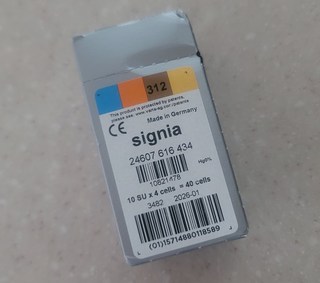 312
This product is protected by patents,
Made in Germany
CE
signia
24607 616 434
Hg0%
10621478
10 SU x 4 cells = 40 cells
3482 2026-01
(01)15714880118589